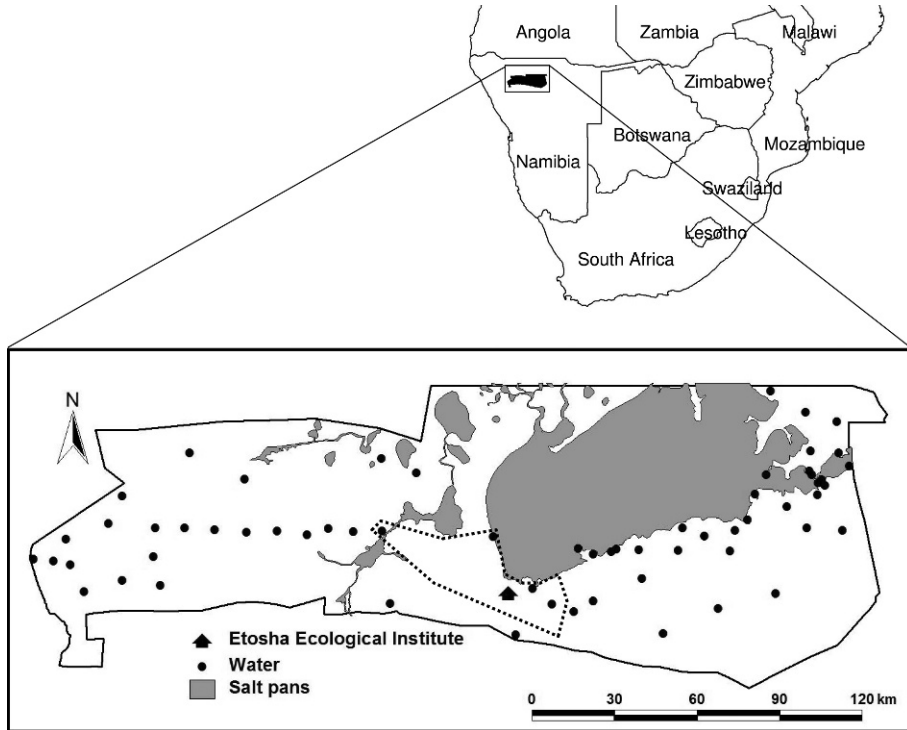 Angola
Zambia
Malawi
Zimbabwe
Botswana
Mozambique
Namibia
Swaziland
Lesotho
South Africa
N
Etosha Ecological Institute
Water
Salt pans
0 30 60 90 120 km